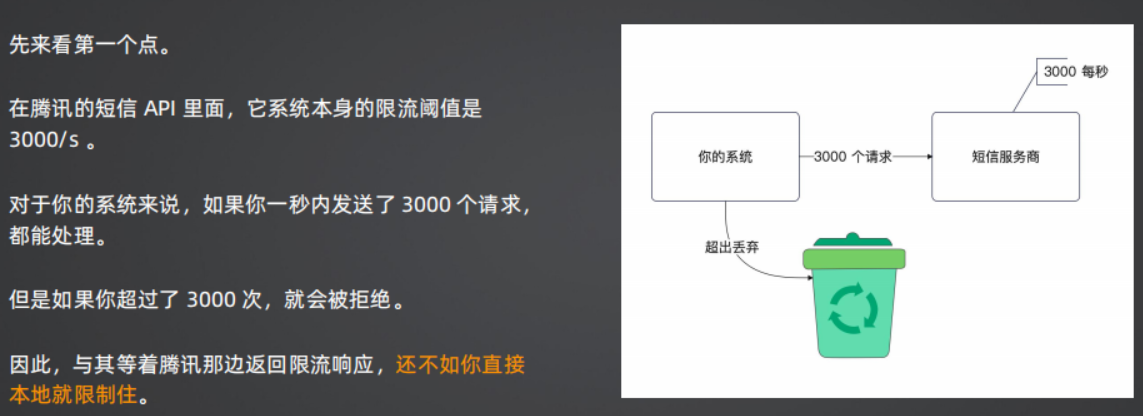 先来看第一个点。
在腾讯的短信 API 里面，它系统本身的限流阈值是
3000/s 。
对于你的系统来说，如果你一秒内发送了 3000 个请求，
都能处理。
但是如果你超过了 3000 次，就会被拒绝。
因此，与其等着腾讯那边返回限流响应，还不如你直接
本地就限制住。
3000 每秒
你的系统
3000 个请求
短信服务商
超出丢弃